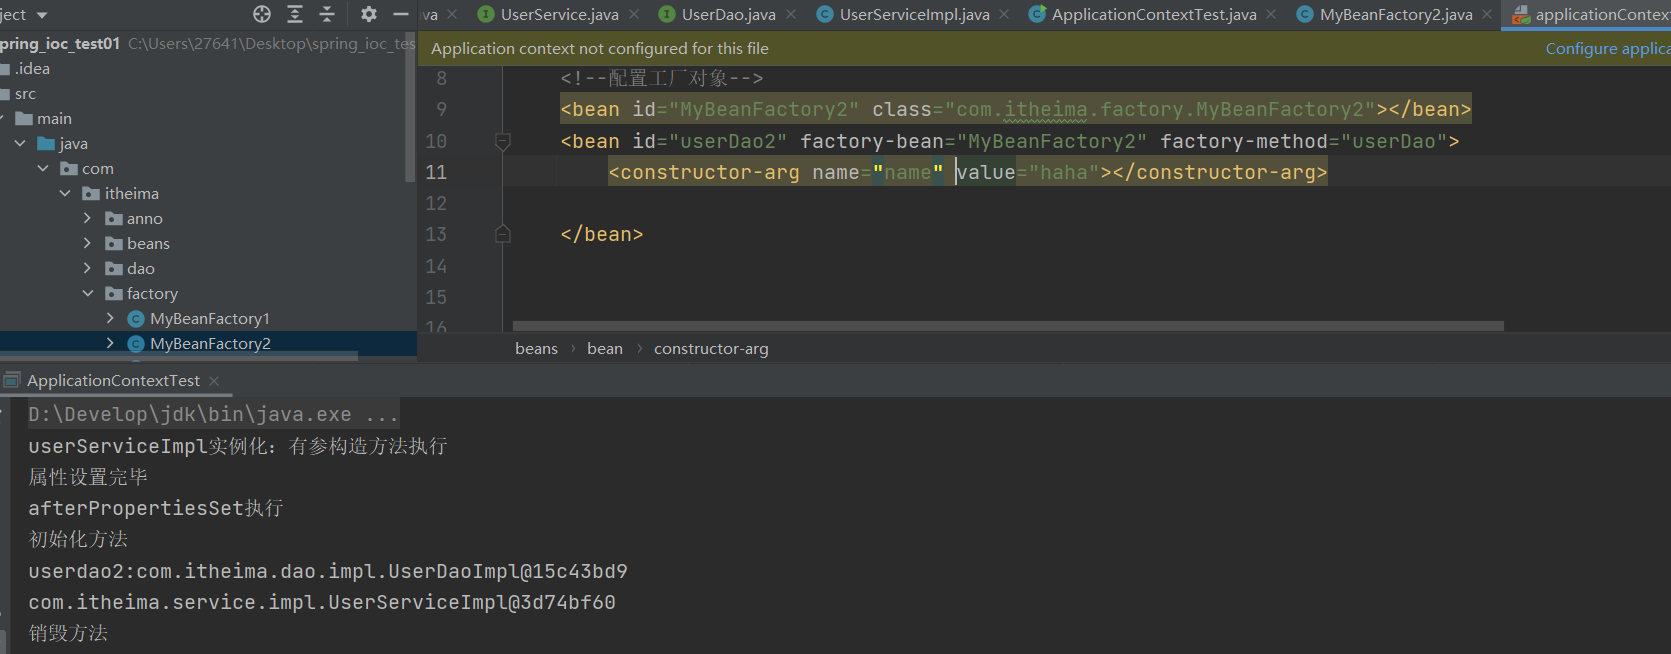 ject
va UserService.java UserDao.java UserServiceImpl.java ApplicationContextTest.java MyBeanFactory2.java applicationContex
pring_ioc_test01 C:\Users\27641\Desktop\spring_ioc_tes
Application context not configured for this file Configure applica
.idea
src
main
java
com
itheima
anno
beans
dao
factory
MyBeanFactory1
MyBeanFactory2
8 <!--配置工厂对象-->
9 <bean id="MyBeanFactory2" class="com.itheima.factory.MyBeanFactory2"></bean>
10 <bean id="userDao2" factory-bean="MyBeanFactory2" factory-method="userDao">
11 <constructor-arg name="name" value="haha"></constructor-arg>
12
13 </bean>
14
15
16
beans › bean › constructor-arg
ApplicationContextTest
D:\Develop\jdk\bin\java.exe ...
userServiceImpl实例化：有参构造方法执行
属性设置完毕
afterPropertiesSet执行
初始化方法
userdao2:com.itheima.dao.impl.UserDaoImpl@15c43bd9
com.itheima.service.impl.UserServiceImpl@3d74bf60
销毁方法